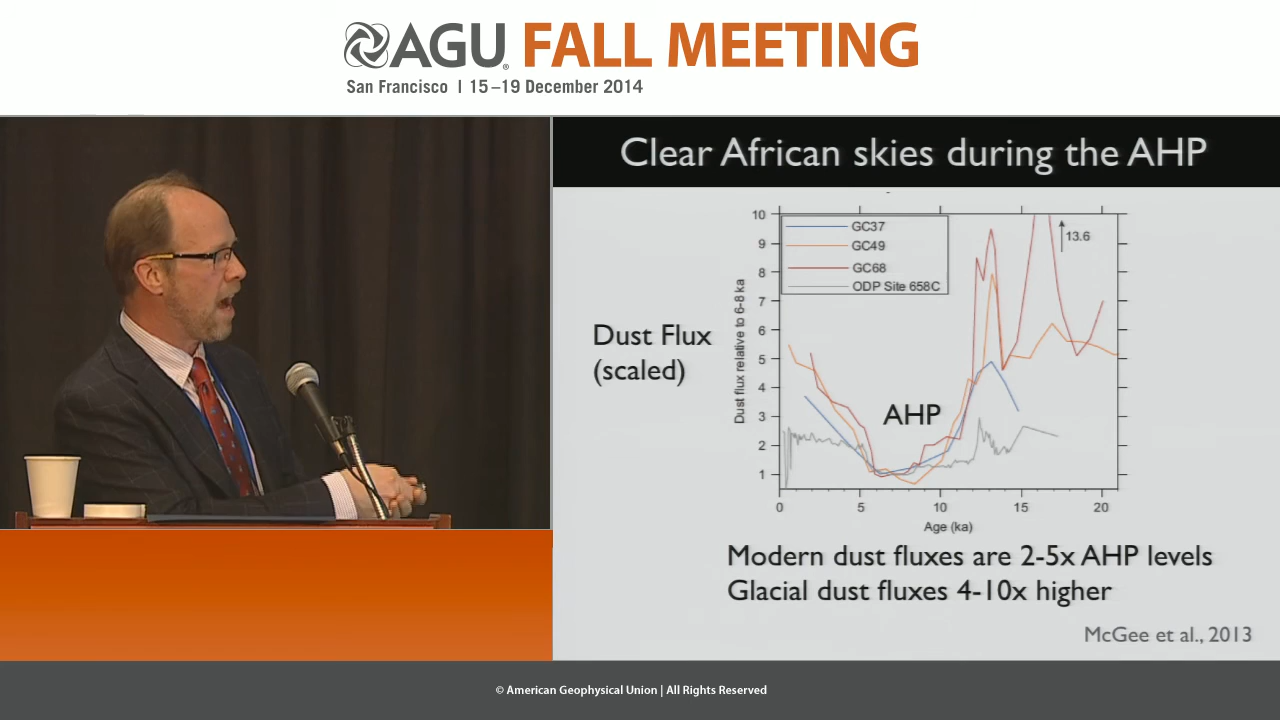 AGU® FALL MEETING
San Francisco | 15–19 December 2014
Clear African skies during the AHP
Dust Flux
(scaled)
Dust flux relative to 6-8 ka
10
9
8
7
6
5
4
3
2
1
GC37
GC49
GC68
ODP Site 658C
13.6
AHP
0
5
10
15
20
Age (ka)
Modern dust fluxes are 2-5x AHP levels
Glacial dust fluxes 4-10x higher
McGee et al., 2013
© American Geophysical Union | All Rights Reserved